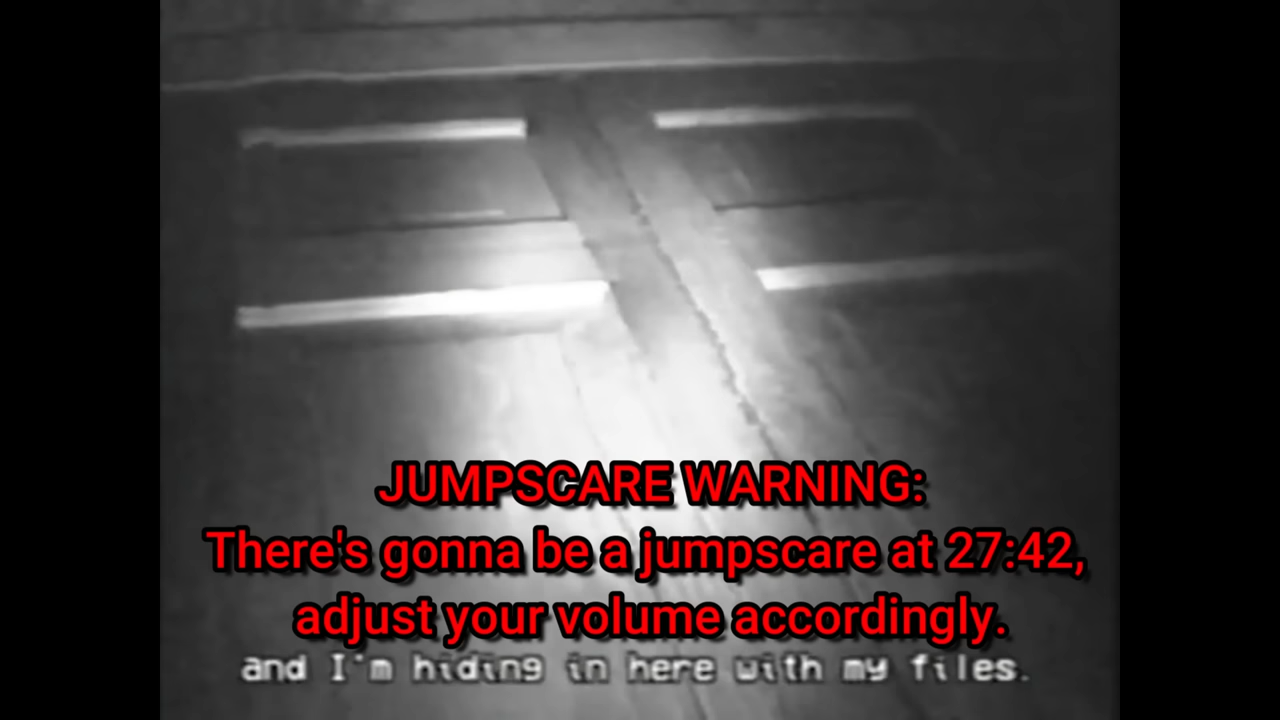 JUMPSCARE WARNING:
There's gonna be a jumpscare at 27:42,
adjust your volume accordingly.
and I'm hiding in here with my files.